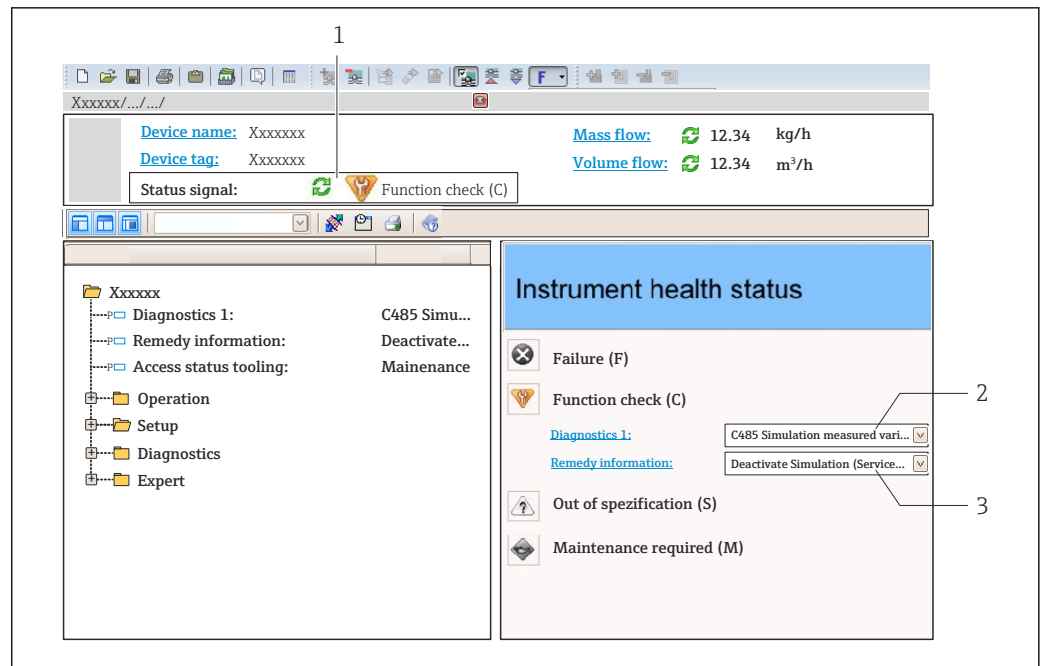 1
F
Xxxxxx/.../.../
Device name: Xxxxxxx
Mass flow: 12.34 kg/h
Device tag: Xxxxxxx
Volume flow: 12.34 m³/h
Status signal: Function check (C)
Xxxxxx
Diagnostics 1: C485 Simu...
Remedy information: Deactivate...
Access status tooling: Mainenance
Operation
Setup
Diagnostics
Expert
Instrument health status
Failure (F)
Function check (C)
Diagnostics 1: C485 Simulation measured vari...
2
Remedy information: Deactivate Simulation (Service...
3
Out of spezification (S)
Maintenance required (M)